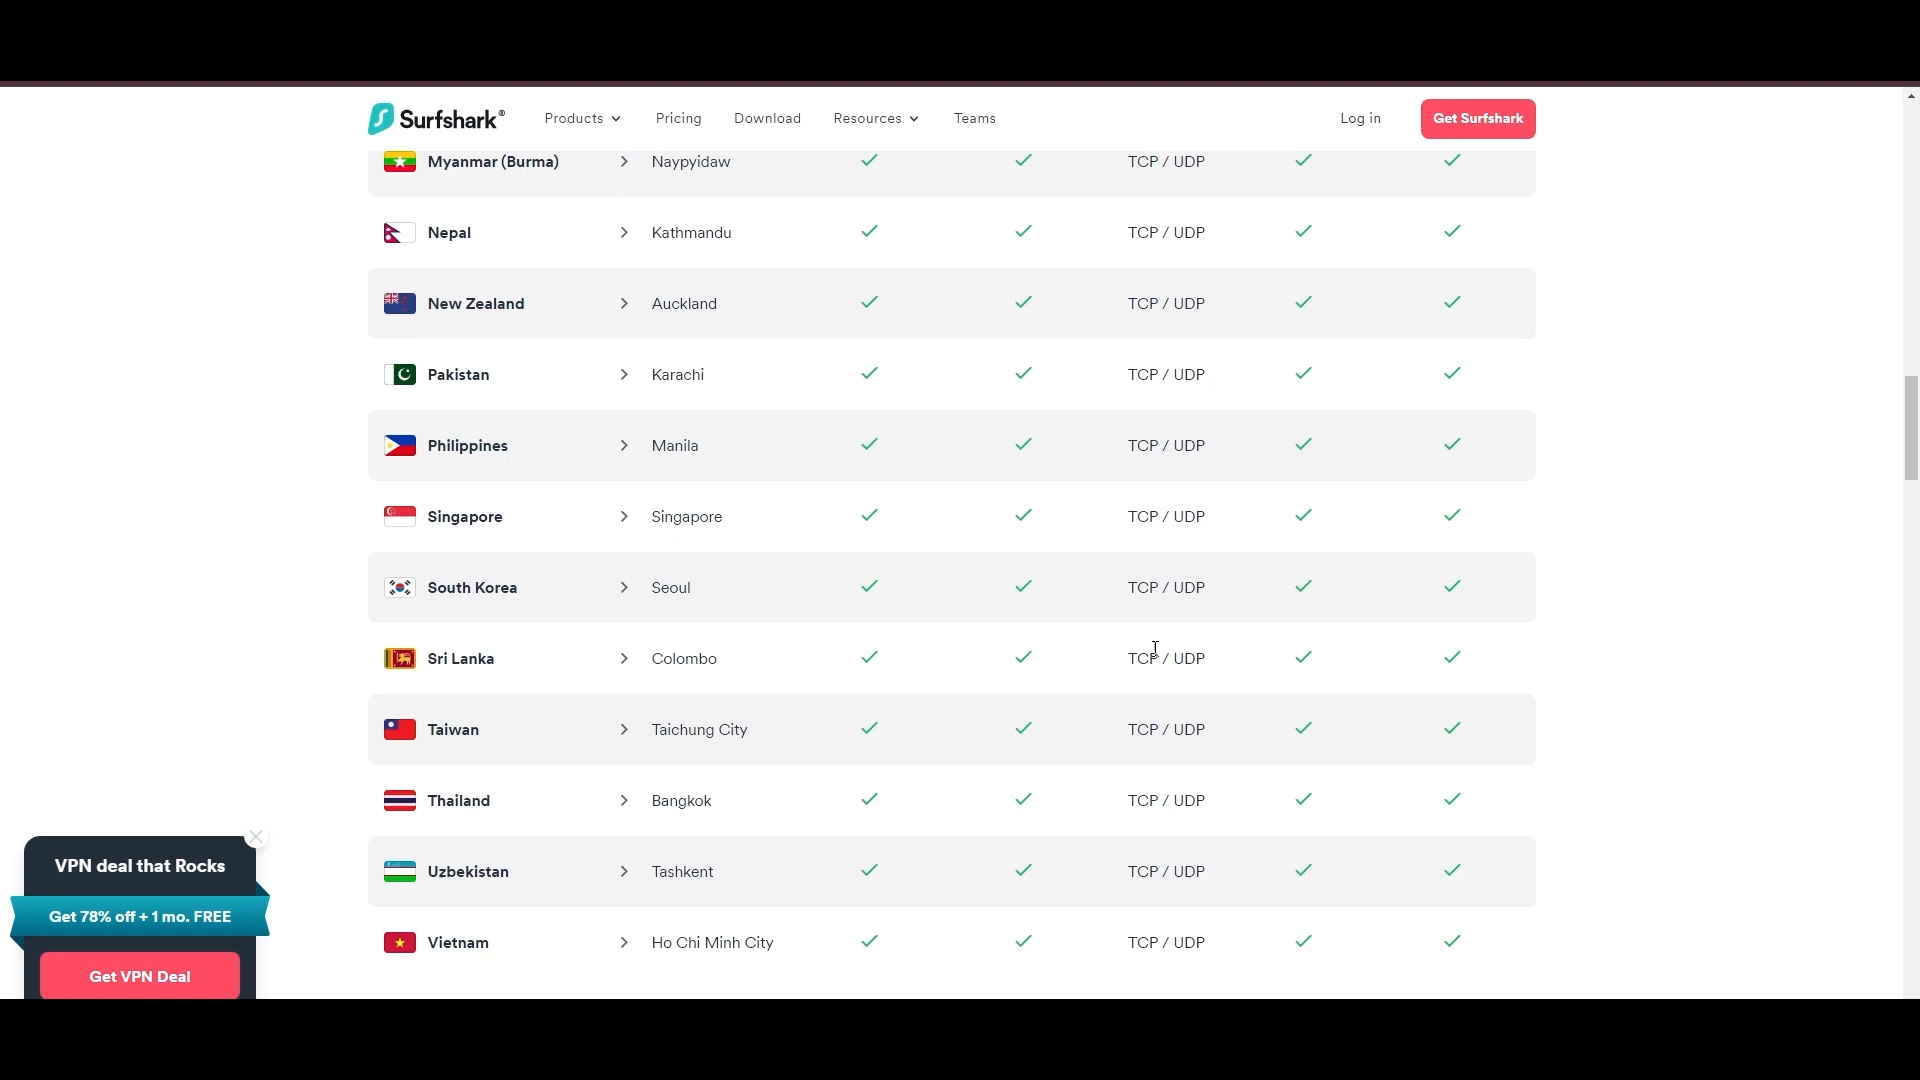 Surfshark®
Products
Pricing
Download
Resources
Teams
Log in
Get Surfshark
Myanmar (Burma) Naypyidaw TCP / UDP
Nepal Kathmandu TCP / UDP
New Zealand Auckland TCP / UDP
Pakistan Karachi TCP / UDP
Philippines Manila TCP / UDP
Singapore Singapore TCP / UDP
South Korea Seoul TCP / UDP
Sri Lanka Colombo TCP / UDP
Taiwan Taichung City TCP / UDP
Thailand Bangkok TCP / UDP
Uzbekistan Tashkent TCP / UDP
Vietnam Ho Chi Minh City TCP / UDP
VPN deal that Rocks
Get 78% off + 1 mo. FREE
Get VPN Deal